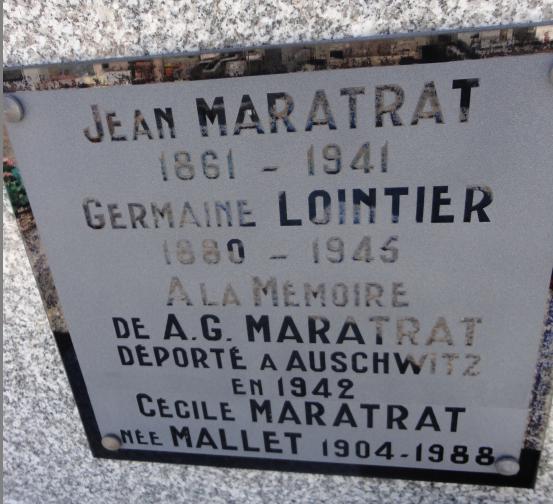 JEAN MARATRAT
1861 - 1941
GERMAINE LOINTIER
1880 - 1945
A LA MEMOIRE
DE A.G. MARATRAT
DÉPORTÉ A AUSCHWITZ
EN 1942
CÉCILE MARATRAT
NÉE MALLET 1904-1988